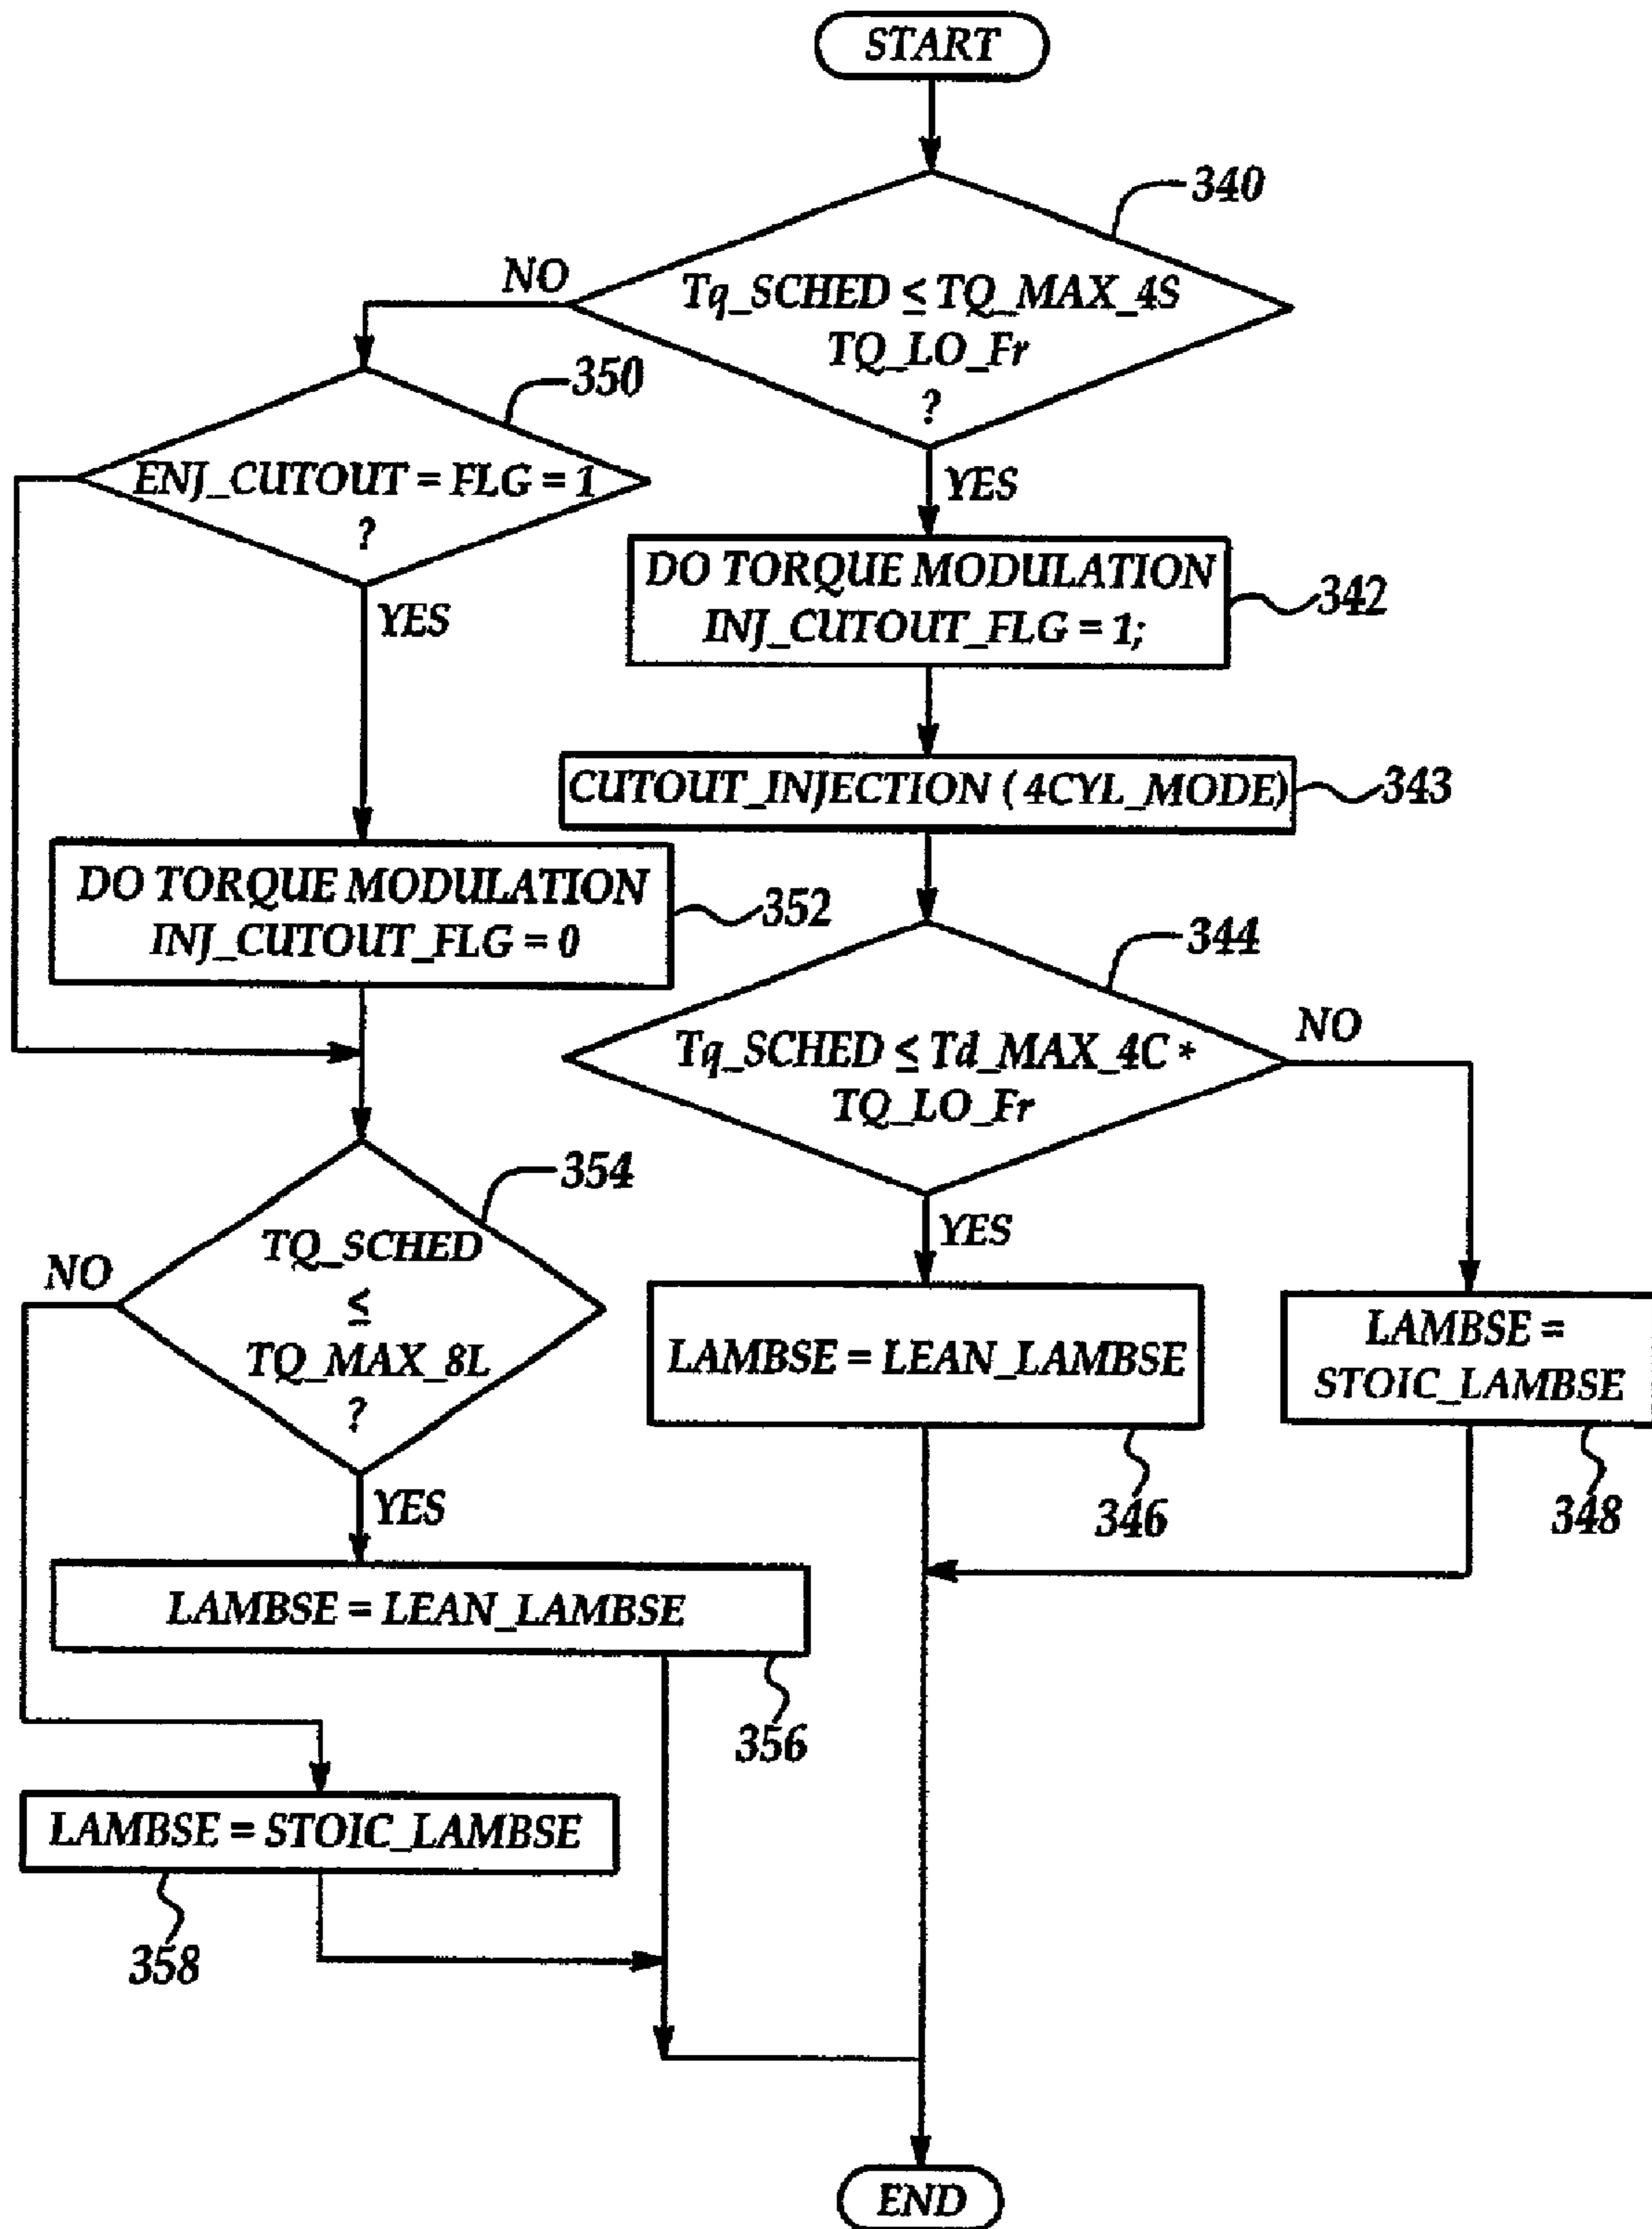 START
340
Tq_SCHED ≤ TQ_MAX_4S
TQ_LO_Fr
?
NO
YES
350
ENJ_CUTOUT = FLG = 1
?
YES
DO TORQUE MODULATION
INJ_CUTOUT_FLG = 1;
342
CUTOUT_INJECTION ( 4CYL_MODE)
343
DO TORQUE MODULATION
INJ_CUTOUT_FLG = 0
352
344
Tq_SCHED ≤ Td_MAX_4C *
TQ_LO_Fr
NO
YES
354
TQ_SCHED
≤
TQ_MAX_8L
?
NO
YES
LAMBSE = LEAN_LAMBSE
346
LAMBSE =
STOIC_LAMBSE
348
LAMBSE = LEAN_LAMBSE
356
LAMBSE = STOIC_LAMBSE
358
END